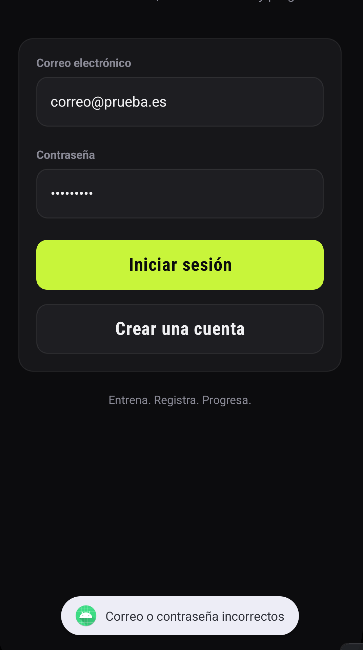 Correo electrónico
correo@prueba.es
Contraseña
•••••••••
Iniciar sesión
Crear una cuenta
Entrena. Registra. Progresa.
Correo o contraseña incorrectos